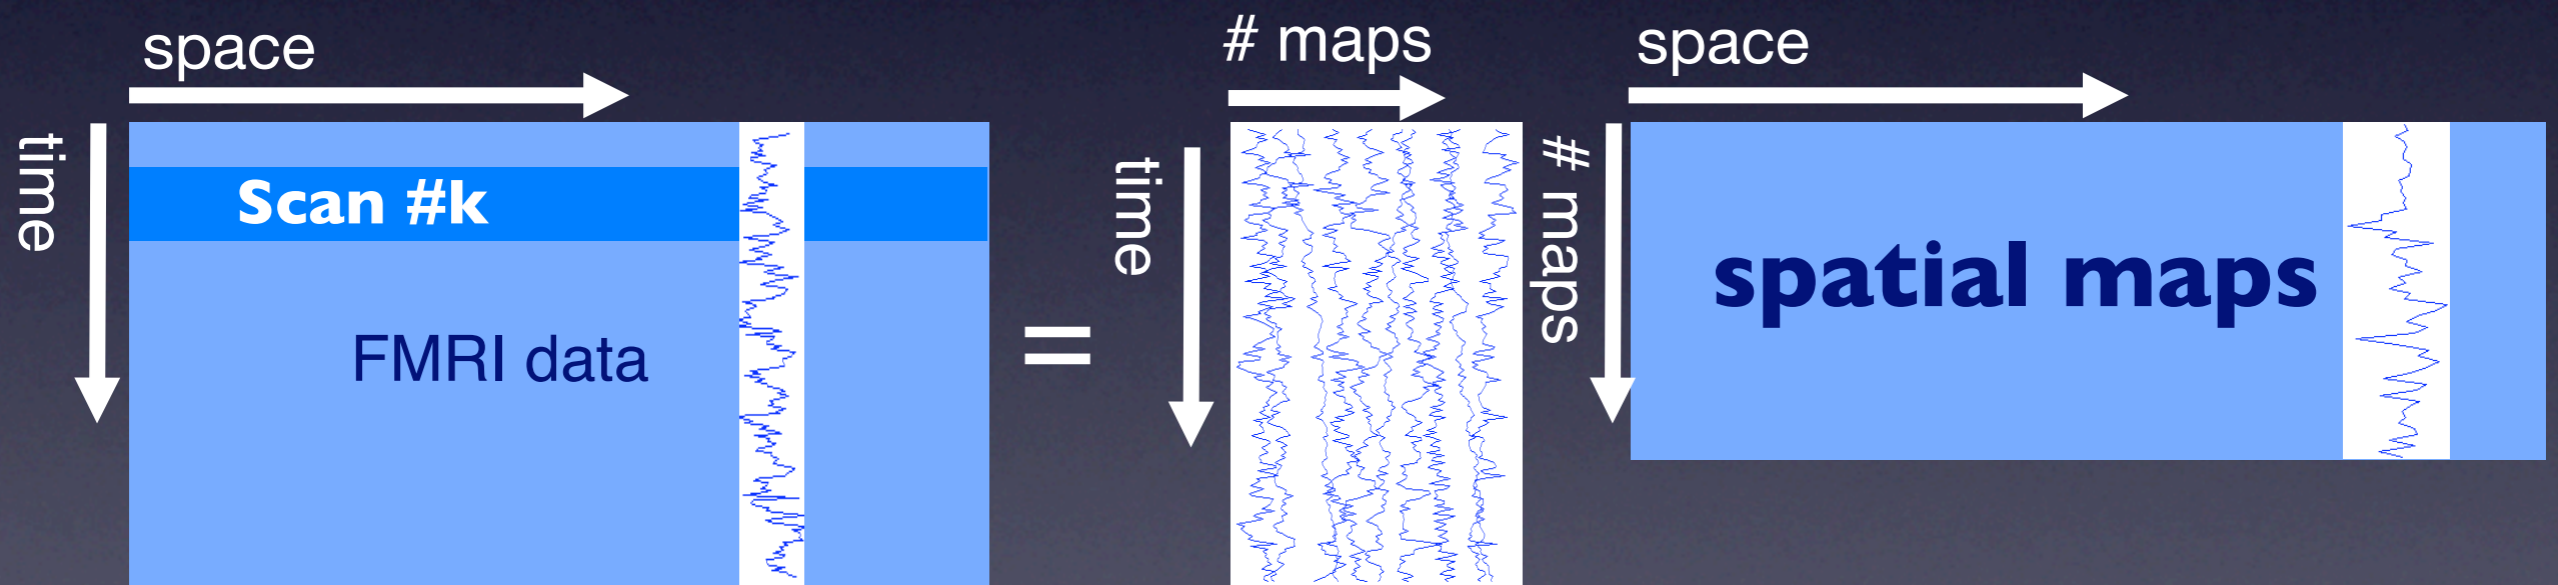 space
time
Scan #k
FMRI data
=
# maps
time
space
# maps
spatial maps